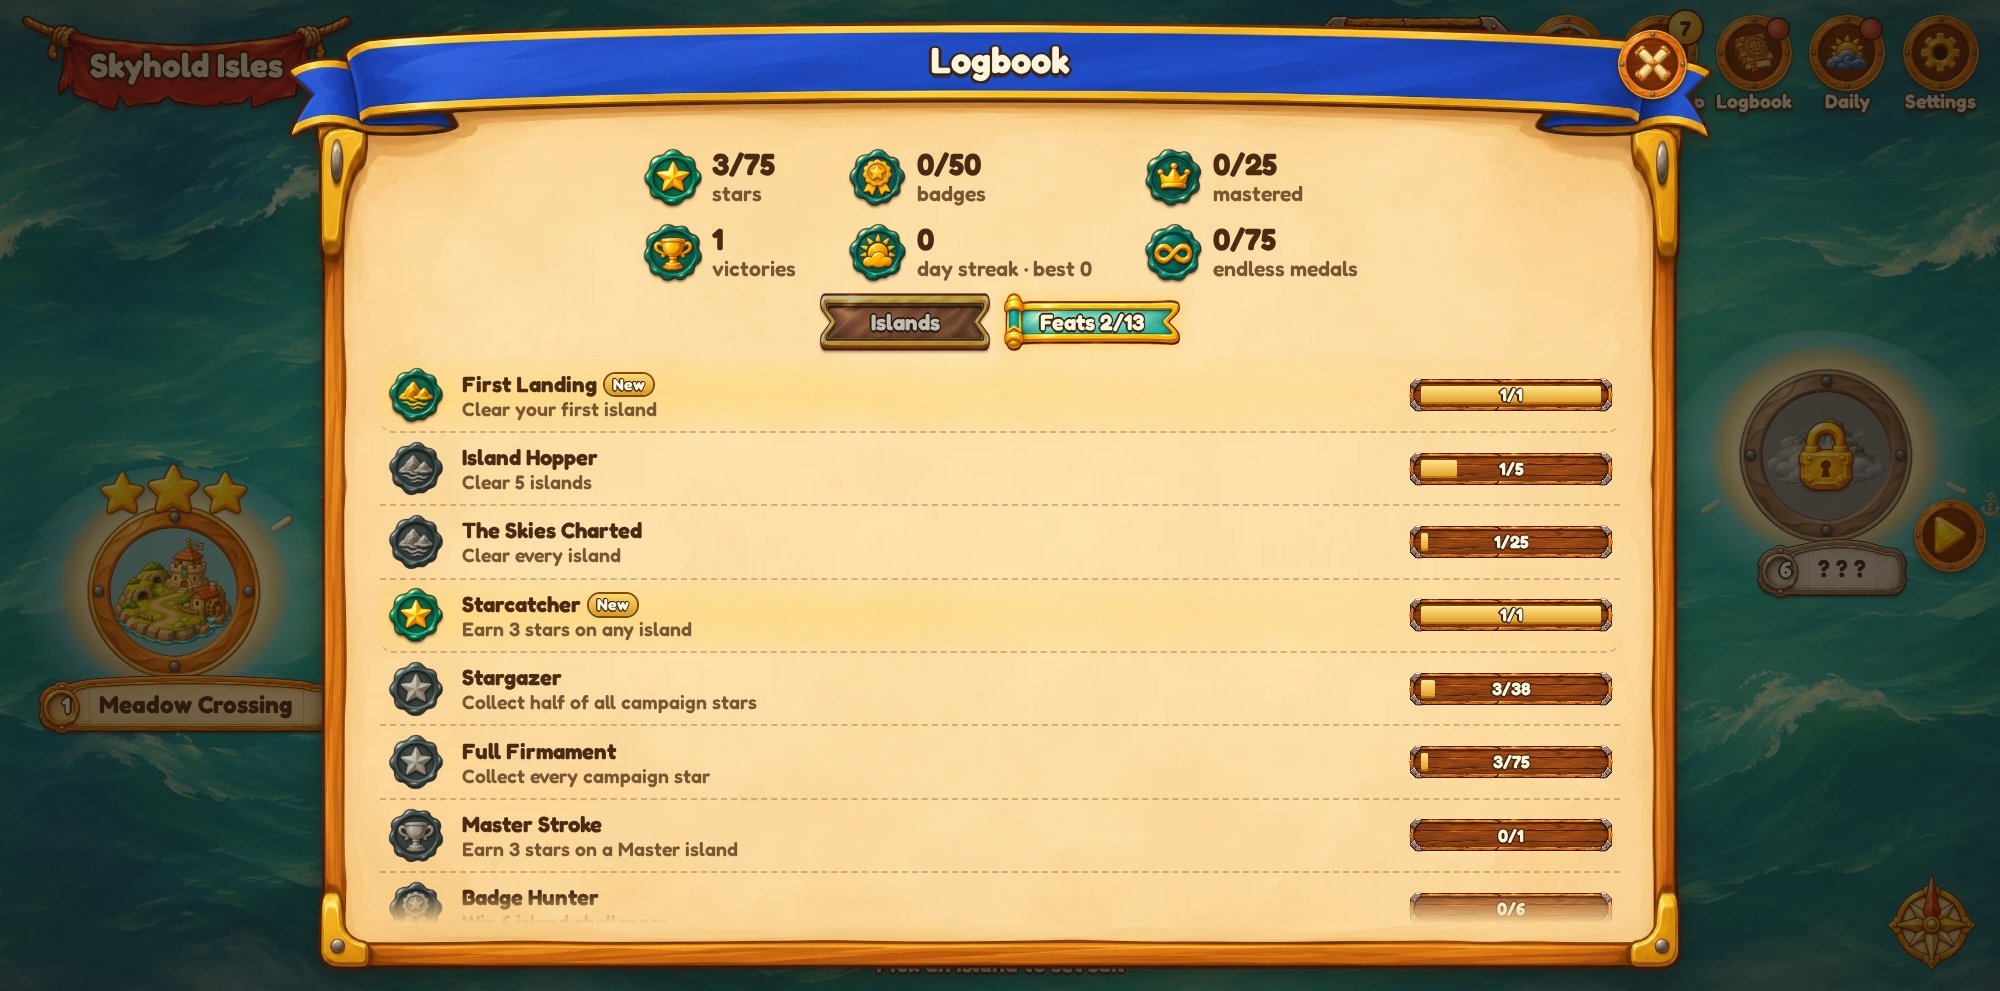 Skyhold Isles
Logbook
7
Logbook
Daily
Settings
3/75
stars
0/50
badges
0/25
mastered
1
victories
0
day streak · best 0
0/75
endless medals
Islands
Feats 2/13
First Landing New
Clear your first island
1/1
Island Hopper
Clear 5 islands
1/5
The Skies Charted
Clear every island
1/25
Starcatcher New
Earn 3 stars on any island
1/1
Stargazer
Collect half of all campaign stars
3/38
Full Firmament
Collect every campaign star
3/75
Master Stroke
Earn 3 stars on a Master island
0/1
Badge Hunter
Win 6 island challenges
0/6
1 Meadow Crossing
6 ???